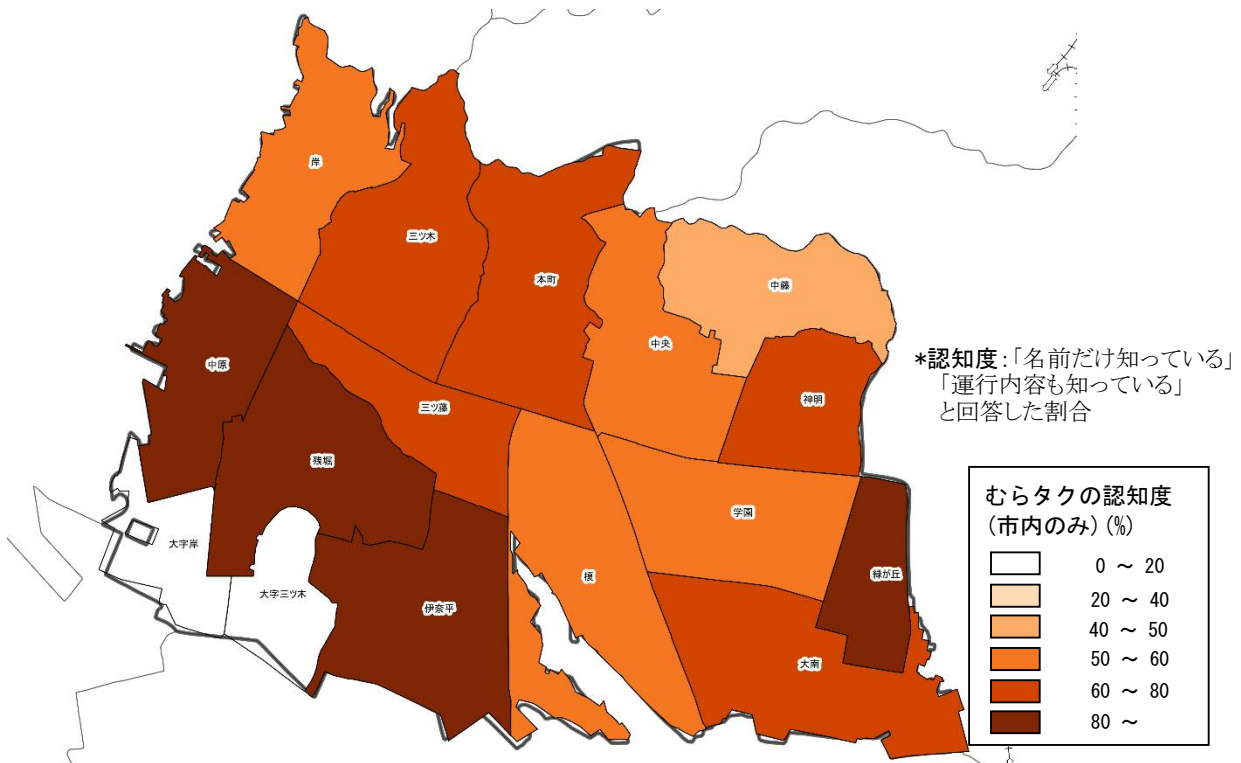 岸
三ツ木
本町
中藤
中央
中原
神明
三ツ藤
残堀
学園
大字岸
榎
緑が丘
大字三ツ木
伊奈平
大南
*認知度:「名前だけ知っている」
「運行内容も知っている」
と回答した割合
むらタクの認知度
(市内のみ)(%)
0 ~ 20
20 ~ 40
40 ~ 50
50 ~ 60
60 ~ 80
80 ~